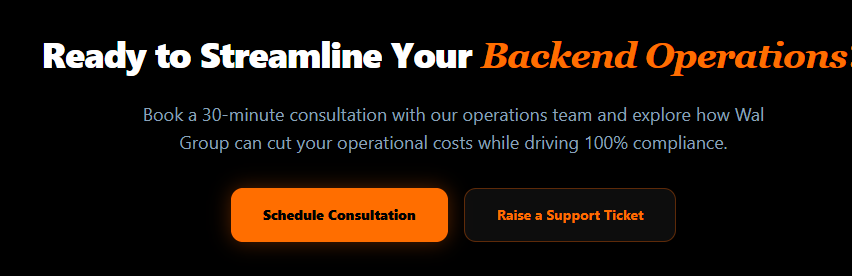 Ready to Streamline Your Backend Operations?
Book a 30-minute consultation with our operations team and explore how Wal
Group can cut your operational costs while driving 100% compliance.
Schedule Consultation
Raise a Support Ticket